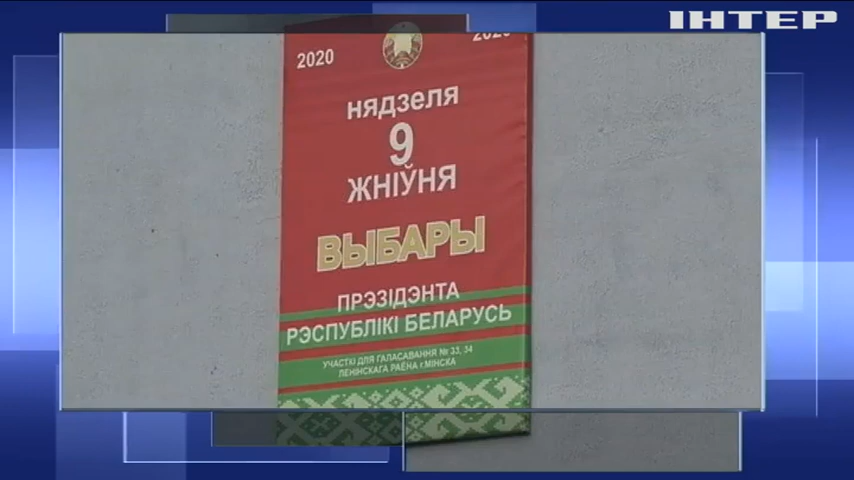 ІНТЕР
2020 2020
нядзеля
9
ЖНІЎНЯ
ВЫБАРЫ
ПРЭЗІДЭНТА
РЭСПУБЛІКІ БЕЛАРУСЬ
УЧАСТКІ ДЛЯ ГАЛАСАВАННЯ № 33, 34
ЛЕНІНСКАГА РАЁНА г.МІНСКА